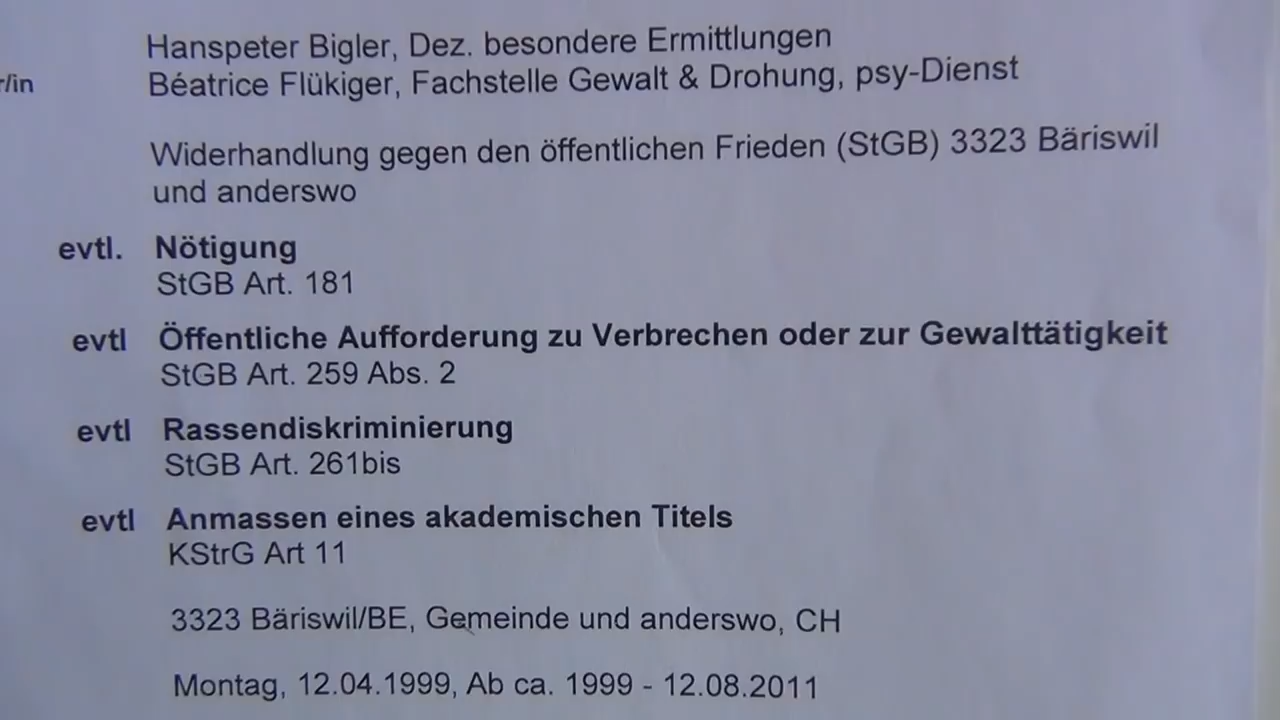 Hanspeter Bigler, Dez. besondere Ermittlungen
r/in Béatrice Flükiger, Fachstelle Gewalt & Drohung, psy-Dienst
Widerhandlung gegen den öffentlichen Frieden (StGB) 3323 Bäriswil
und anderswo
evtl. Nötigung
StGB Art. 181
evtl Öffentliche Aufforderung zu Verbrechen oder zur Gewalttätigkeit
StGB Art. 259 Abs. 2
evtl Rassendiskriminierung
StGB Art. 261bis
evtl Anmassen eines akademischen Titels
KStrG Art 11
3323 Bäriswil/BE, Gemeinde und anderswo, CH
Montag, 12.04.1999, Ab ca. 1999 - 12.08.2011